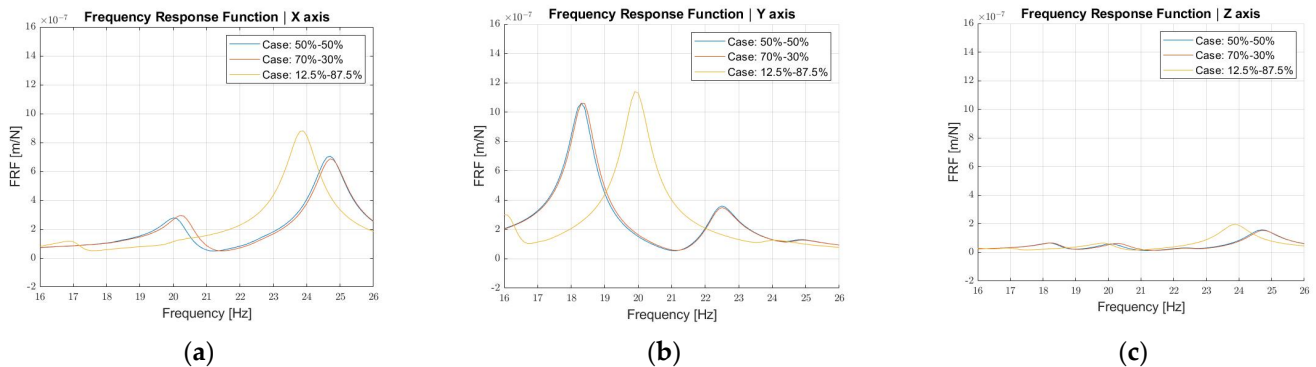 Frequency Response Function | X axis
×10⁻⁷
16
14
12
10
8
6
4
2
0
-2
FRF [m/N]
Case: 50%-50%
Case: 70%-30%
Case: 12.5%-87.5%
16 17 18 19 20 21 22 23 24 25 26
Frequency [Hz]
(a)
Frequency Response Function | Y axis
×10⁻⁷
16
14
12
10
8
6
4
2
0
-2
FRF [m/N]
Case: 50%-50%
Case: 70%-30%
Case: 12.5%-87.5%
16 17 18 19 20 21 22 23 24 25 26
Frequency [Hz]
(b)
Frequency Response Function | Z axis
×10⁻⁷
16
14
12
10
8
6
4
2
0
-2
FRF [m/N]
Case: 50%-50%
Case: 70%-30%
Case: 12.5%-87.5%
16 17 18 19 20 21 22 23 24 25 26
Frequency [Hz]
(c)